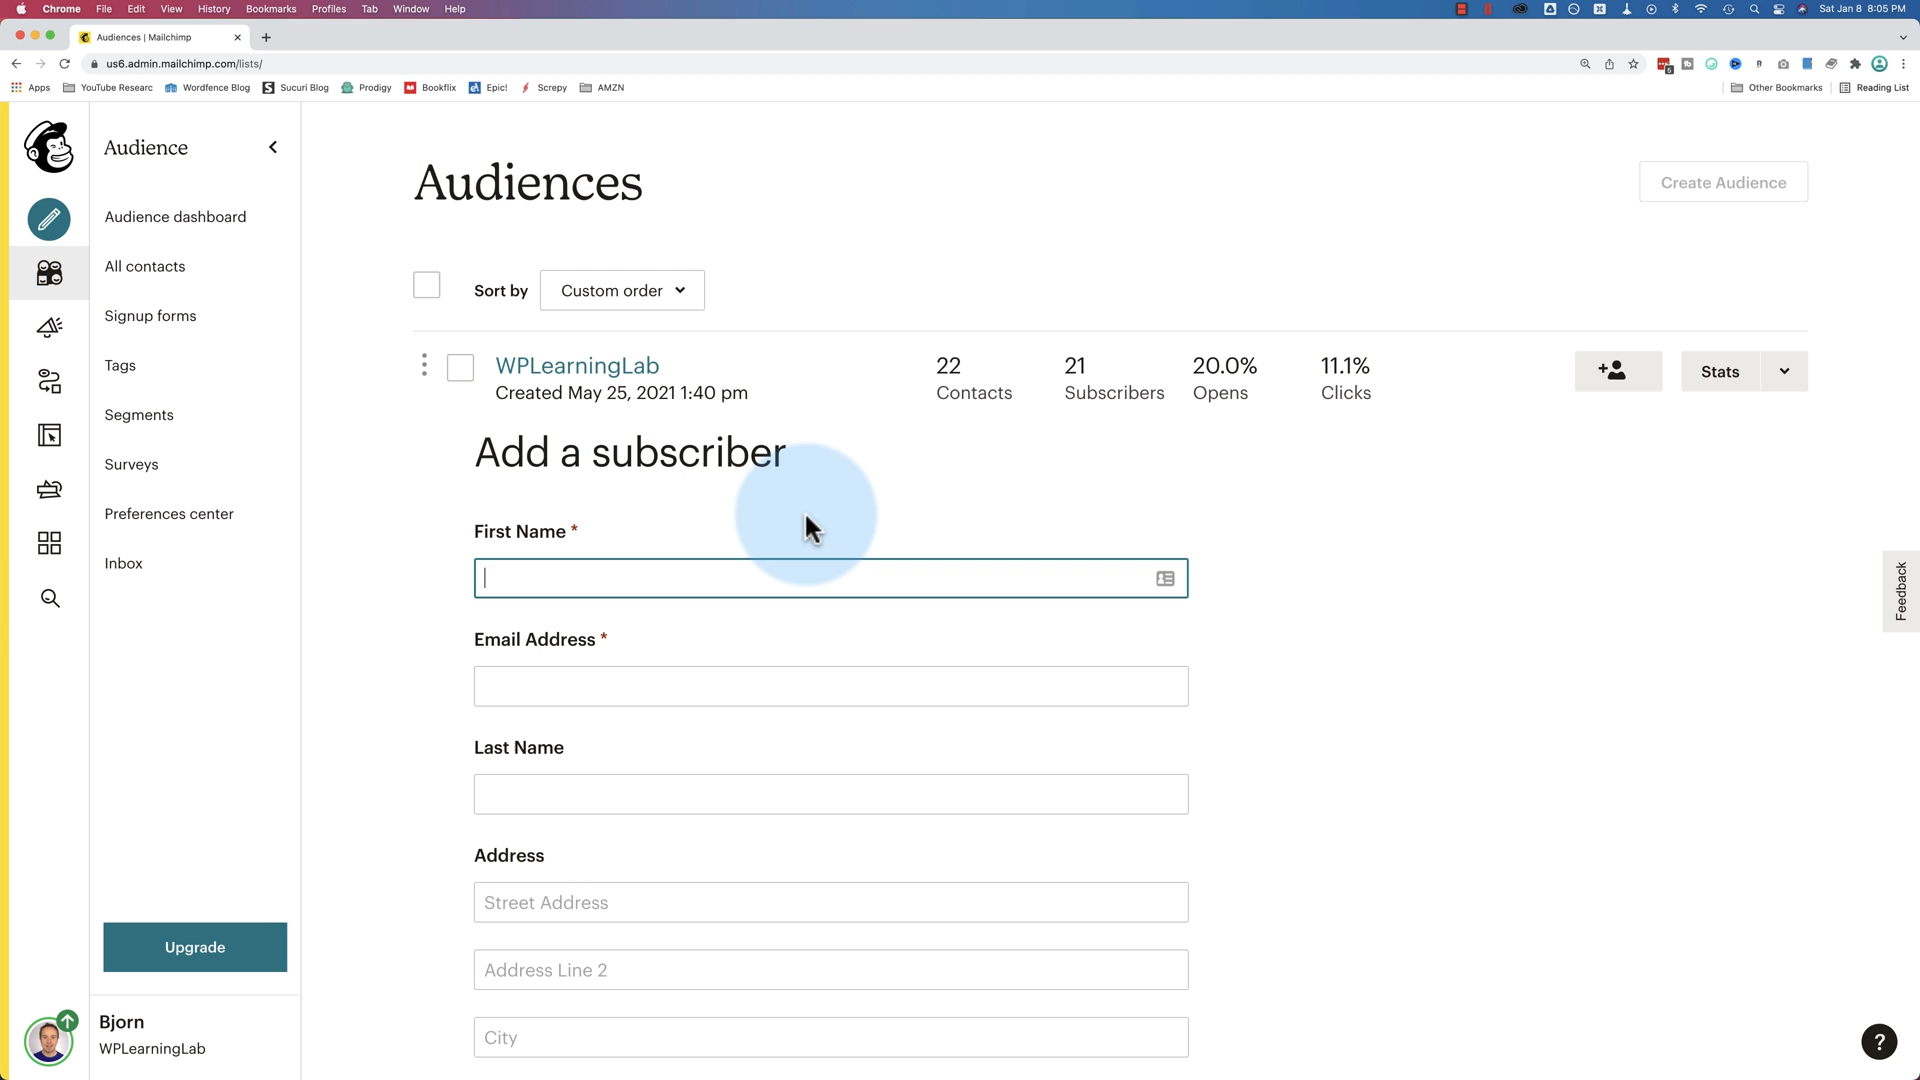 Chrome File Edit View History Bookmarks Profiles Tab Window Help
Sat Jan 8 8:05 PM
Audiences | Mailchimp
us6.admin.mailchimp.com/lists/
Apps YouTube Researc Wordfence Blog Sucuri Blog Prodigy Bookflix Epic! Screpy AMZN Other Bookmarks Reading List
Audience
Audience dashboard
All contacts
Signup forms
Tags
Segments
Surveys
Preferences center
Inbox
Upgrade
Bjorn
WPLearningLab
Audiences
Create Audience
Sort by Custom order
WPLearningLab 22 21 20.0% 11.1% Stats
Created May 25, 2021 1:40 pm Contacts Subscribers Opens Clicks
Add a subscriber
First Name *
Email Address *
Last Name
Address
Street Address
Address Line 2
City
Feedback
?